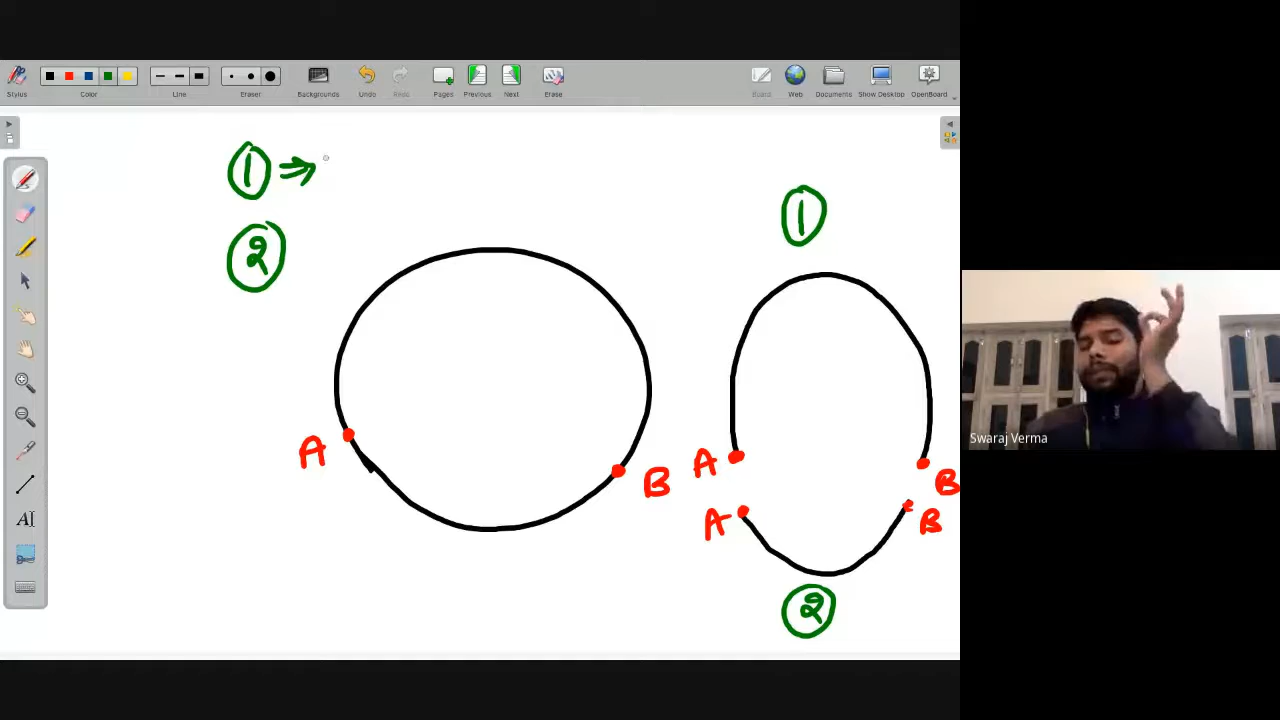 Stylus Color Line Eraser Backgrounds Undo Redo Pages Previous Next Erase Board Web Documents Show Desktop OpenBoard
① ⇒
②
①
A B
A B
A B
②
Swaraj Verma